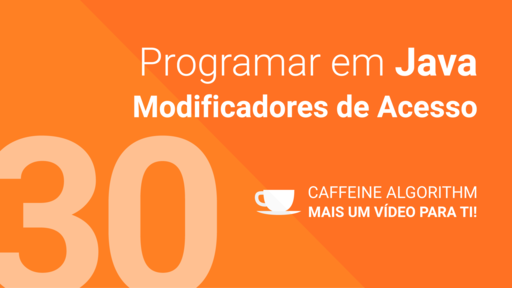 Programar em Java
Modificadores de Acesso
30
CAFFEINE ALGORITHM
MAIS UM VÍDEO PARA TI!